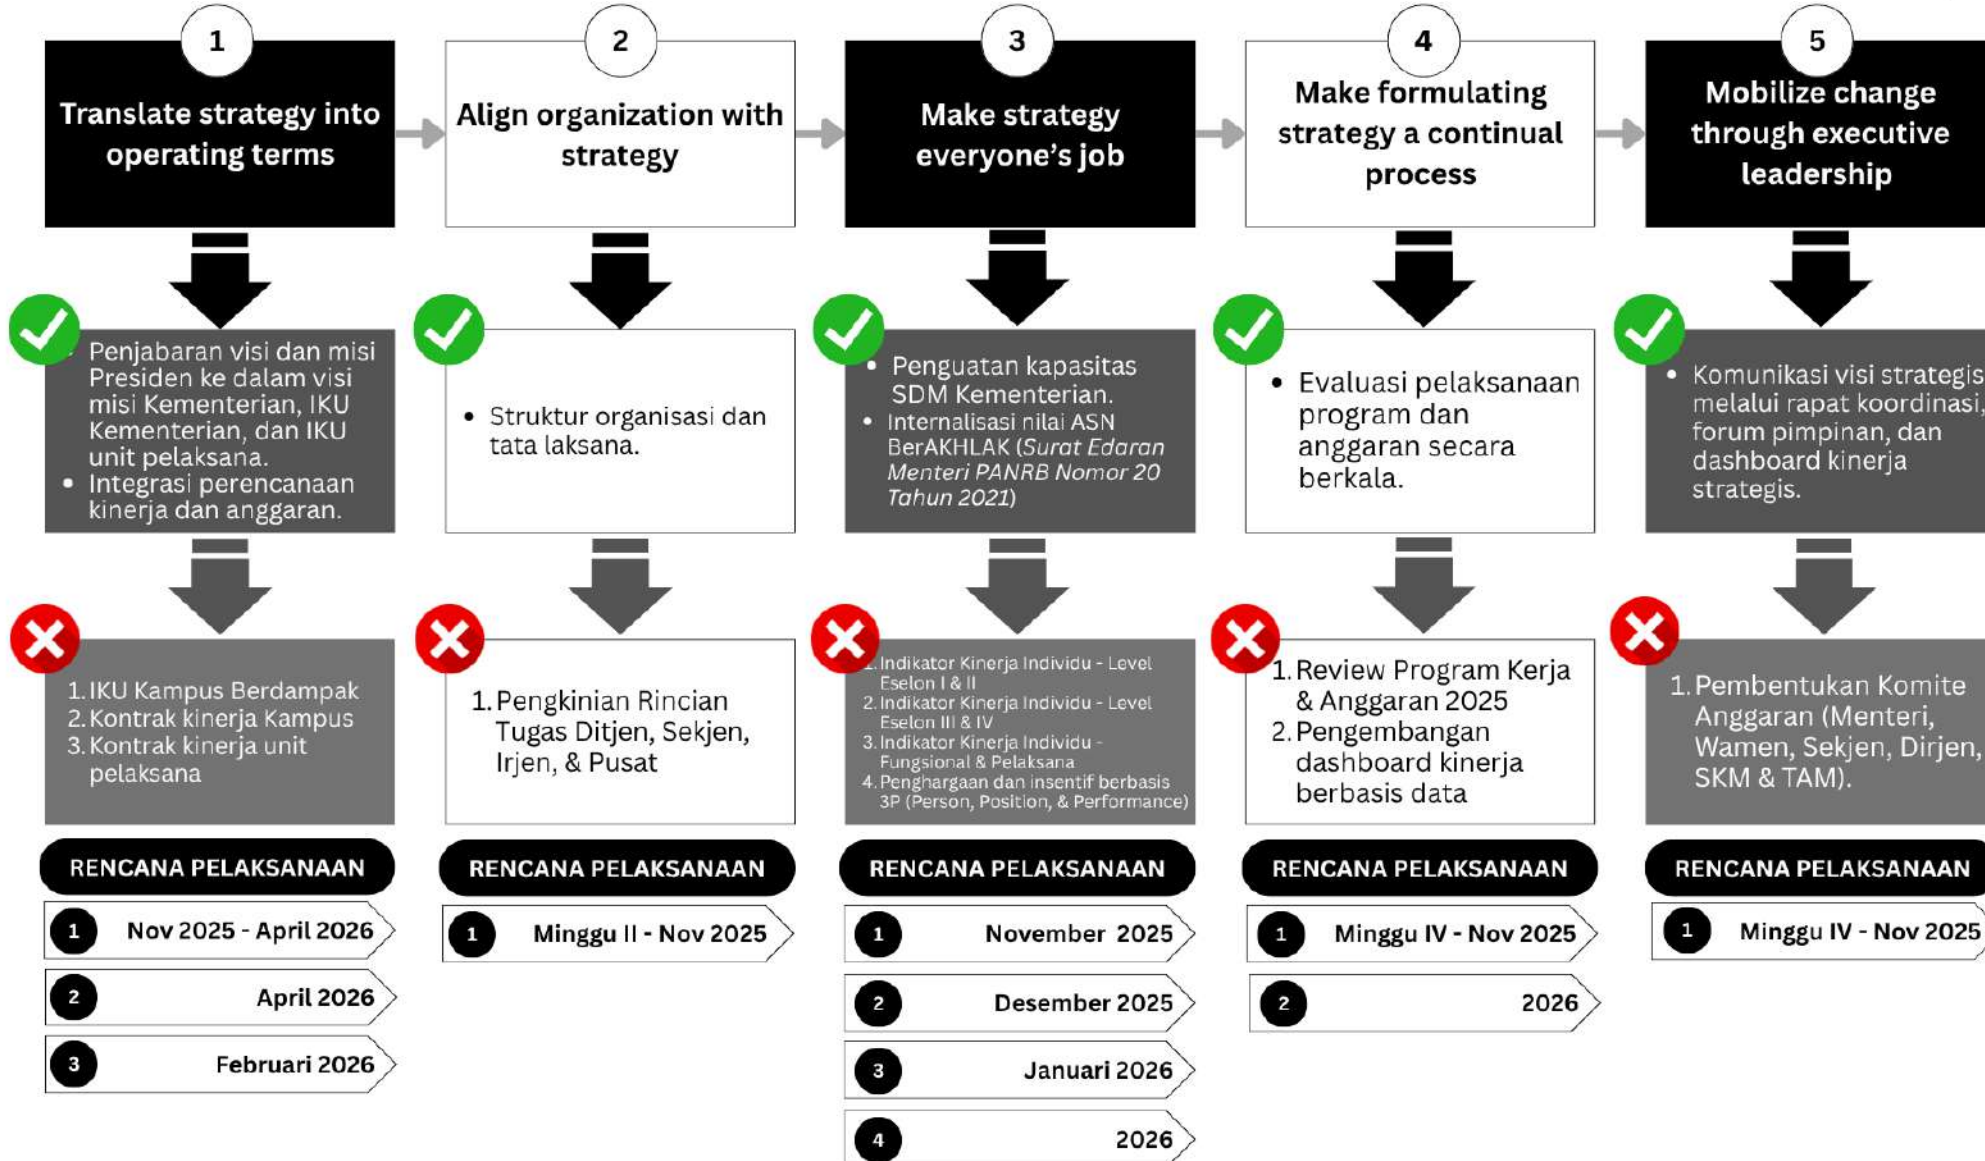 1
Translate strategy into
operating terms
Penjabaran visi dan misi
Presiden ke dalam visi
misi Kementerian, IKU
Kementerian, dan IKU
unit pelaksana.
• Integrasi perencanaan
kinerja dan anggaran.
1. IKU Kampus Berdampak
2. Kontrak kinerja Kampus
3. Kontrak kinerja unit
pelaksana
RENCANA PELAKSANAAN
1 Nov 2025 - April 2026
2 April 2026
3 Februari 2026
2
Align organization with
strategy
• Struktur organisasi dan
tata laksana.
1. Pengkinian Rincian
Tugas Ditjen, Sekjen,
Irjen, & Pusat
RENCANA PELAKSANAAN
1 Minggu II - Nov 2025
3
Make strategy
everyone’s job
• Penguatan kapasitas
SDM Kementerian.
• Internalisasi nilai ASN
BerAKHLAK (Surat Edaran
Menteri PANRB Nomor 20
Tahun 2021)
1. Indikator Kinerja Individu - Level
Eselon I & II
2. Indikator Kinerja Individu - Level
Eselon III & IV
3. Indikator Kinerja Individu -
Fungsional & Pelaksana
4. Penghargaan dan insentif berbasis
3P (Person, Position, & Performance)
RENCANA PELAKSANAAN
1 November 2025
2 Desember 2025
3 Januari 2026
4 2026
4
Make formulating
strategy a continual
process
• Evaluasi pelaksanaan
program dan
anggaran secara
berkala.
1. Review Program Kerja
& Anggaran 2025
2. Pengembangan
dashboard kinerja
berbasis data
RENCANA PELAKSANAAN
1 Minggu IV - Nov 2025
2 2026
5
Mobilize change
through executive
leadership
• Komunikasi visi strategis
melalui rapat koordinasi,
forum pimpinan, dan
dashboard kinerja
strategis.
1. Pembentukan Komite
Anggaran (Menteri,
Wamen, Sekjen, Dirjen,
SKM & TAM).
RENCANA PELAKSANAAN
1 Minggu IV - Nov 2025